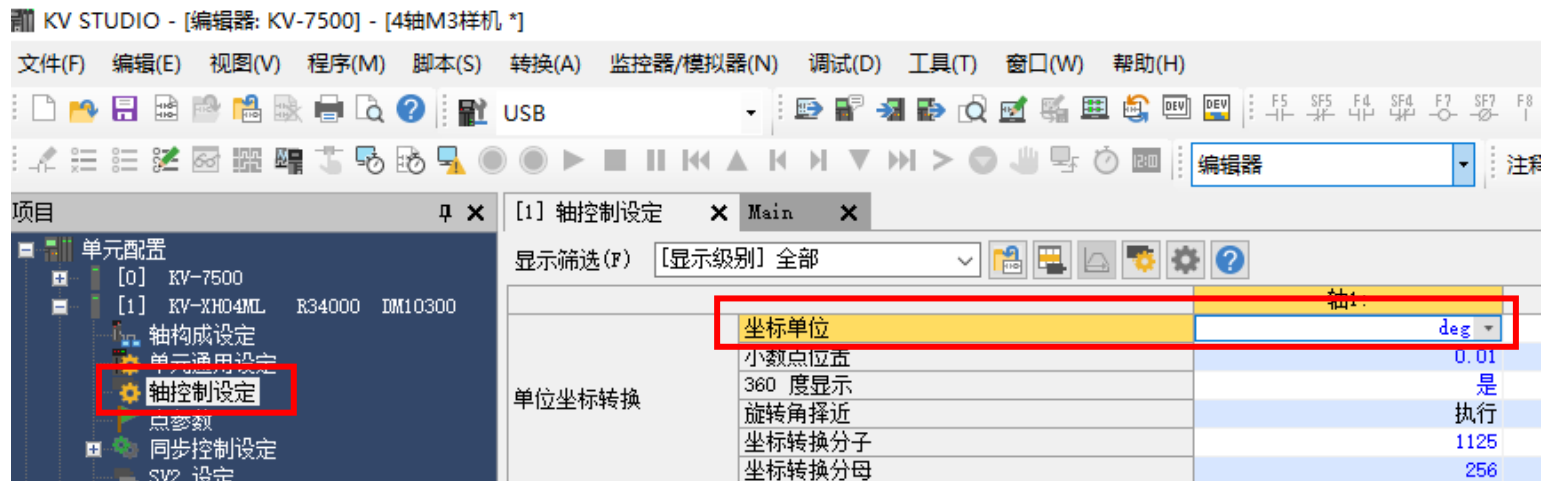 KV STUDIO - [编辑器: KV-7500] - [4轴M3样机 *]
文件(F) 编辑(E) 视图(V) 程序(M) 脚本(S) 转换(A) 监控器/模拟器(N) 调试(D) 工具(T) 窗口(W) 帮助(H)
USB F5 SF5 F4 SF4 F7 SF7 F8
编辑器 注释
项目 [1] 轴控制设定 Main
单元配置
显示筛选(F) [显示级别] 全部
[0] KV-7500
[1] KV-XH04ML R34000 DM10300
轴1:
轴构成设定
坐标单位 deg
单元通用设定
小数点位置 0.01
轴控制设定
单位坐标转换
360 度显示 是
点参数
旋转角择近 执行
同步控制设定
坐标转换分子 1125
SV2 设定
坐标转换分母 256